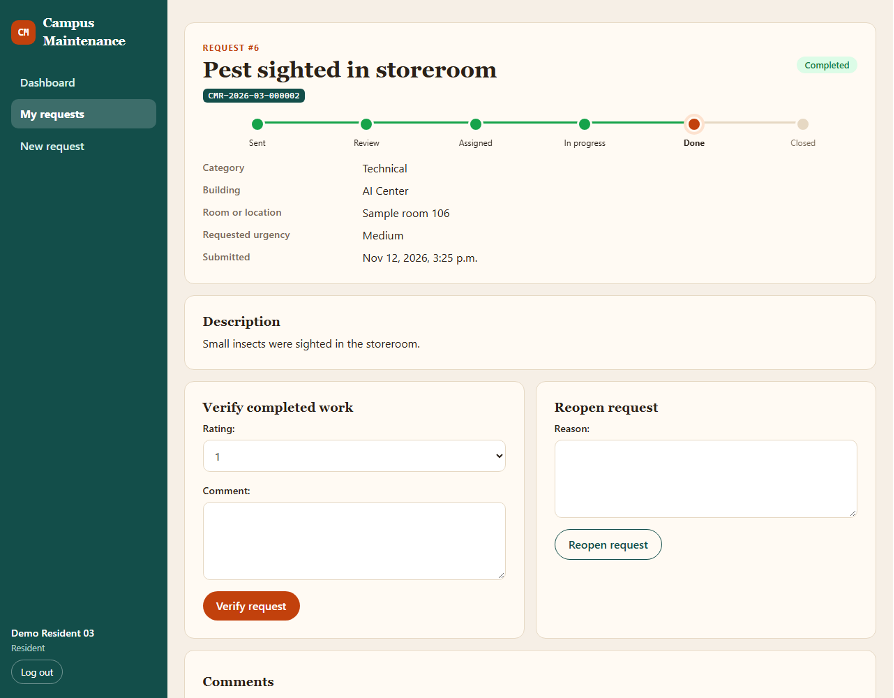 CM
Campus
Maintenance
Dashboard
My requests
New request
Demo Resident 03
Resident
Log out
REQUEST #6
Pest sighted in storeroom
Completed
CMR-2026-03-000002
Sent
Review
Assigned
In progress
Done
Closed
Category Technical
Building AI Center
Room or location Sample room 106
Requested urgency Medium
Submitted Nov 12, 2026, 3:25 p.m.
Description
Small insects were sighted in the storeroom.
Verify completed work
Rating:
1
Comment:
Verify request
Reopen request
Reason:
Reopen request
Comments